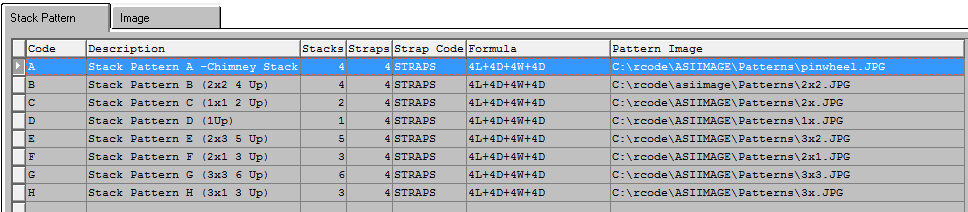 Stack Pattern Image
Code Description Stacks Straps Strap Code Formula Pattern Image
A Stack Pattern A -Chimney Stack 4 4 STRAPS 4L+4D+4W+4D C:\rcode\ASIIMAGE\Patterns\pinwheel.JPG
B Stack Pattern B (2x2 4 Up) 4 4 STRAPS 4L+4D+4W+4D C:\rcode\asiimage\Patterns\2x2.JPG
C Stack Pattern C (1x1 2 Up) 2 4 STRAPS 4L+4D+4W+4D C:\rcode\ASIIMAGE\Patterns\2x.JPG
D Stack Pattern D (1Up) 1 4 STRAPS 4L+4D+4W+4D C:\rcode\ASIIMAGE\Patterns\1x.JPG
E Stack Pattern E (2x3 5 Up) 5 4 STRAPS 4L+4D+4W+4D C:\rcode\ASIIMAGE\Patterns\3x2.JPG
F Stack Pattern F (2x1 3 Up) 3 4 STRAPS 4L+4D+4W+4D C:\rcode\ASIIMAGE\Patterns\2x1.JPG
G Stack Pattern G (3x3 6 Up) 6 4 STRAPS 4L+4D+4W+4D C:\rcode\ASIIMAGE\Patterns\3x3.JPG
H Stack Pattern H (3x1 3 Up) 3 4 STRAPS 4L+4D+4W+4D C:\rcode\ASIIMAGE\Patterns\3x.JPG